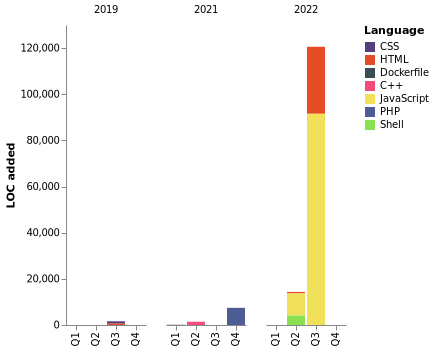 2019 2021 2022
Language
CSS
HTML
Dockerfile
C++
JavaScript
PHP
Shell
LOC added
120,000
100,000
80,000
60,000
40,000
20,000
0
Q1 Q2 Q3 Q4 Q1 Q2 Q3 Q4 Q1 Q2 Q3 Q4